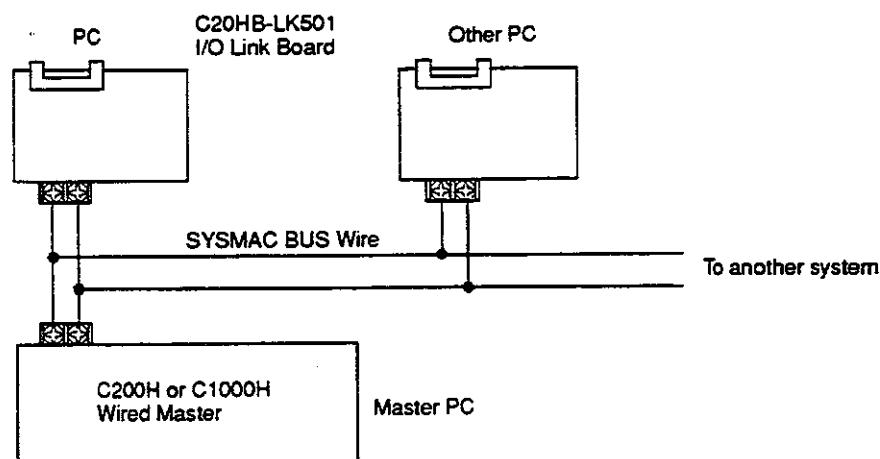 PC
C20HB-LK501
I/O Link Board
Other PC
SYSMAC BUS Wire
To another system
C200H or C1000H
Wired Master
Master PC